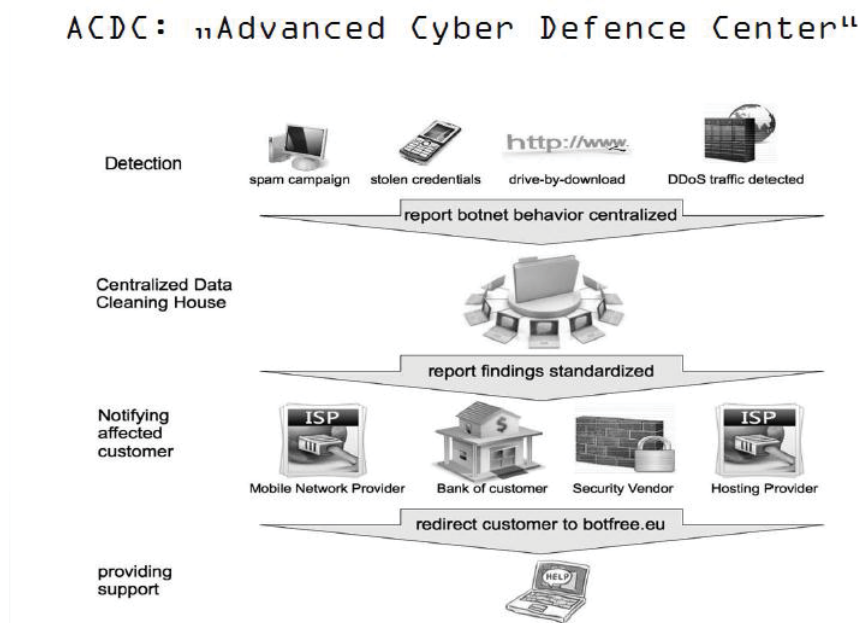 ACDC: „Advanced Cyber Defence Center“
Detection
http://www.
spam campaign stolen credentials drive-by-download DDoS traffic detected
report botnet behavior centralized
Centralized Data
Cleaning House
report findings standardized
Notifying
affected
customer
ISP
$
ISP
Mobile Network Provider Bank of customer Security Vendor Hosting Provider
redirect customer to botfree.eu
providing
support
HELP